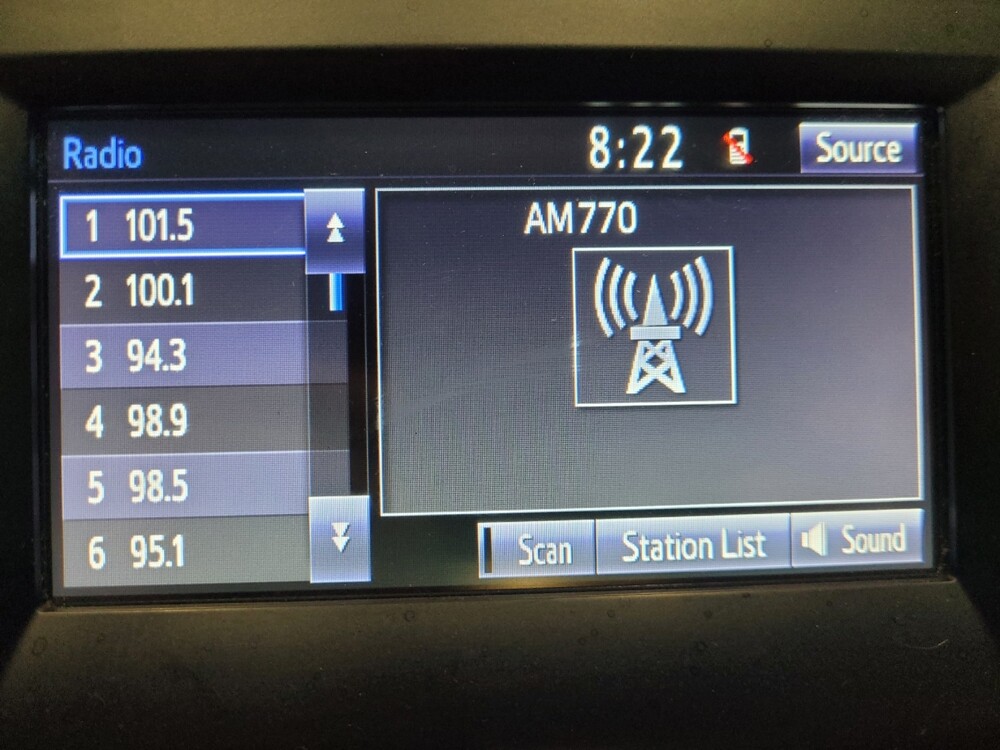 Radio 8:22 Source
1 101.5
2 100.1
3 94.3
4 98.9
5 98.5
6 95.1
AM770
Scan Station List Sound